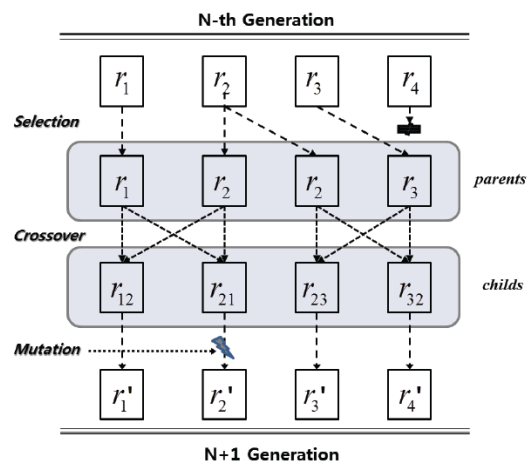 N-th Generation
r1 r2 r3 r4
Selection
r1 r2 r2 r3 parents
Crossover
r12 r21 r23 r32 childs
Mutation
r1' r2' r3' r4'
N+1 Generation